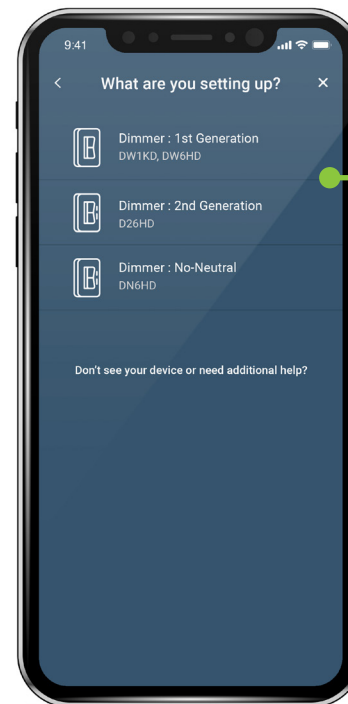 9:41
What are you setting up?
Dimmer : 1st Generation
DW1KD, DW6HD
Dimmer : 2nd Generation
D26HD
Dimmer : No-Neutral
DN6HD
Don't see your device or need additional help?